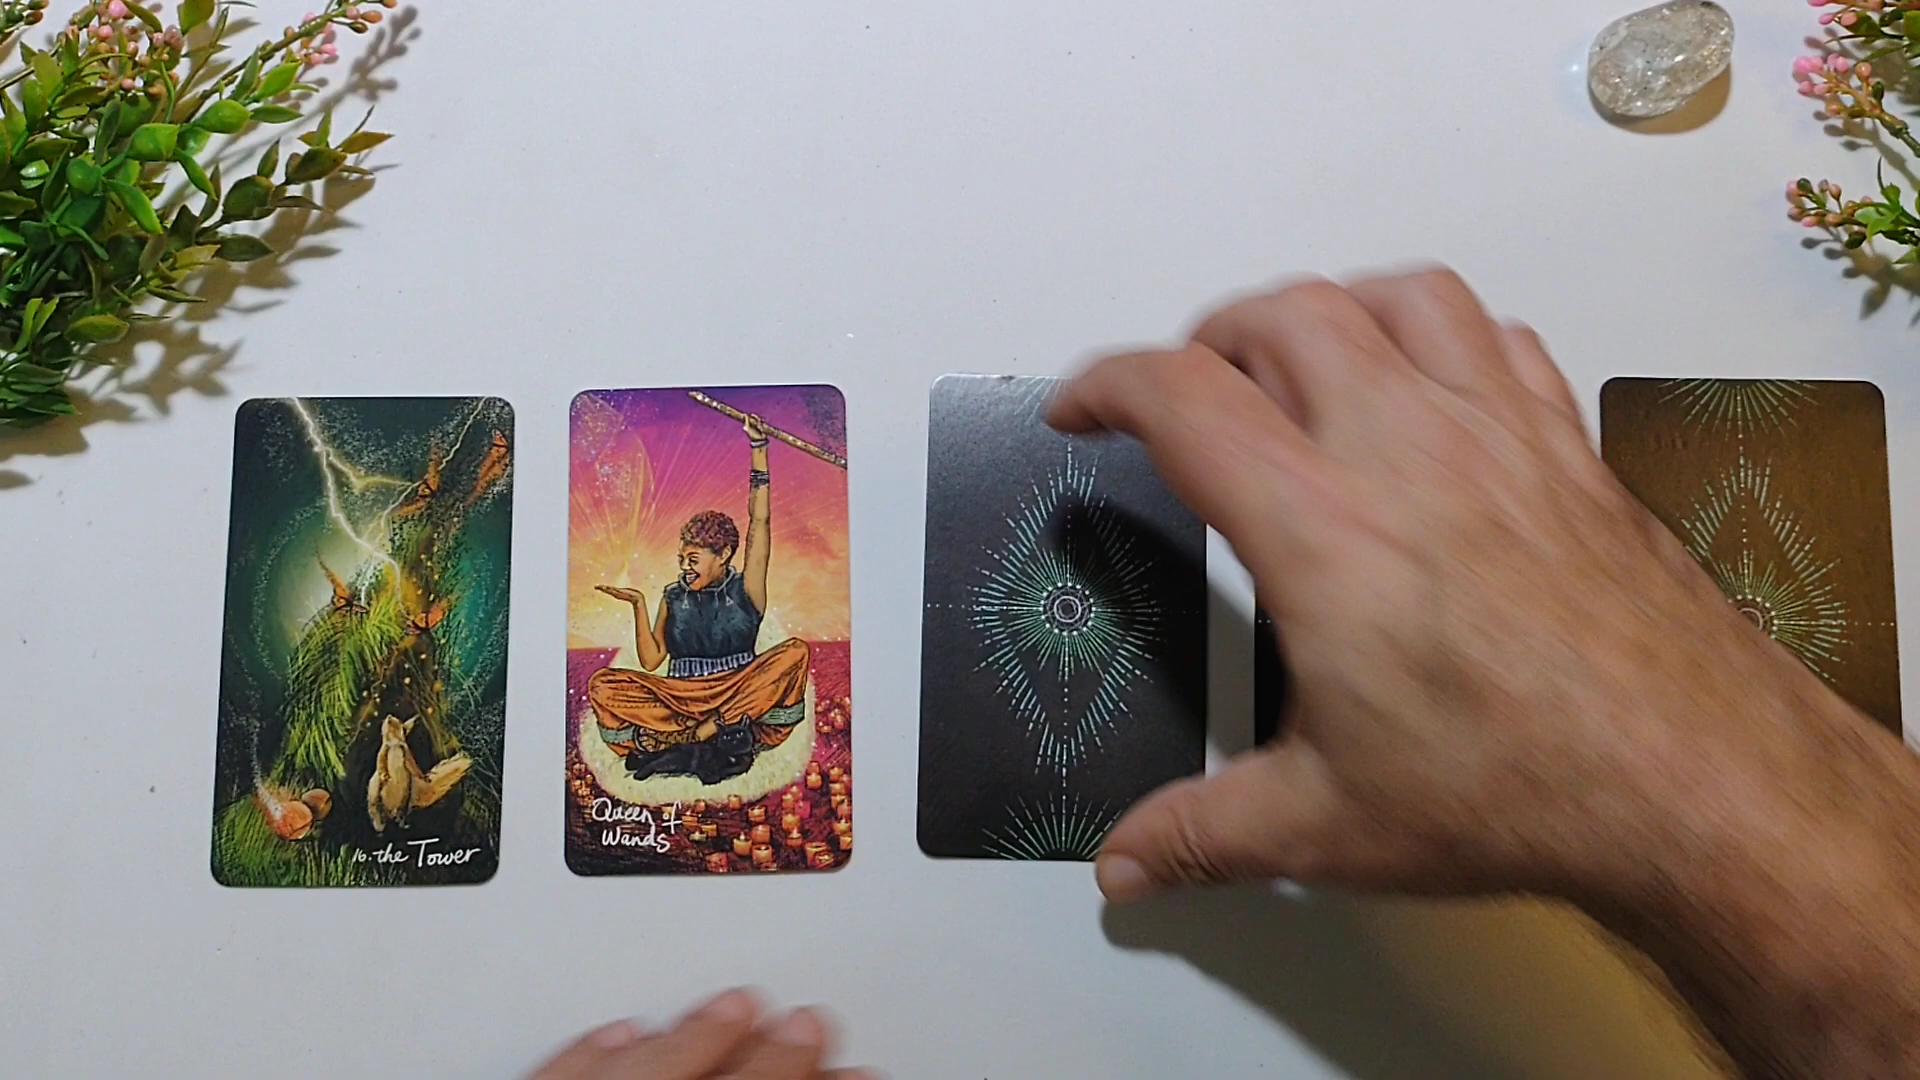 16. the Tower
Queen of
Wands